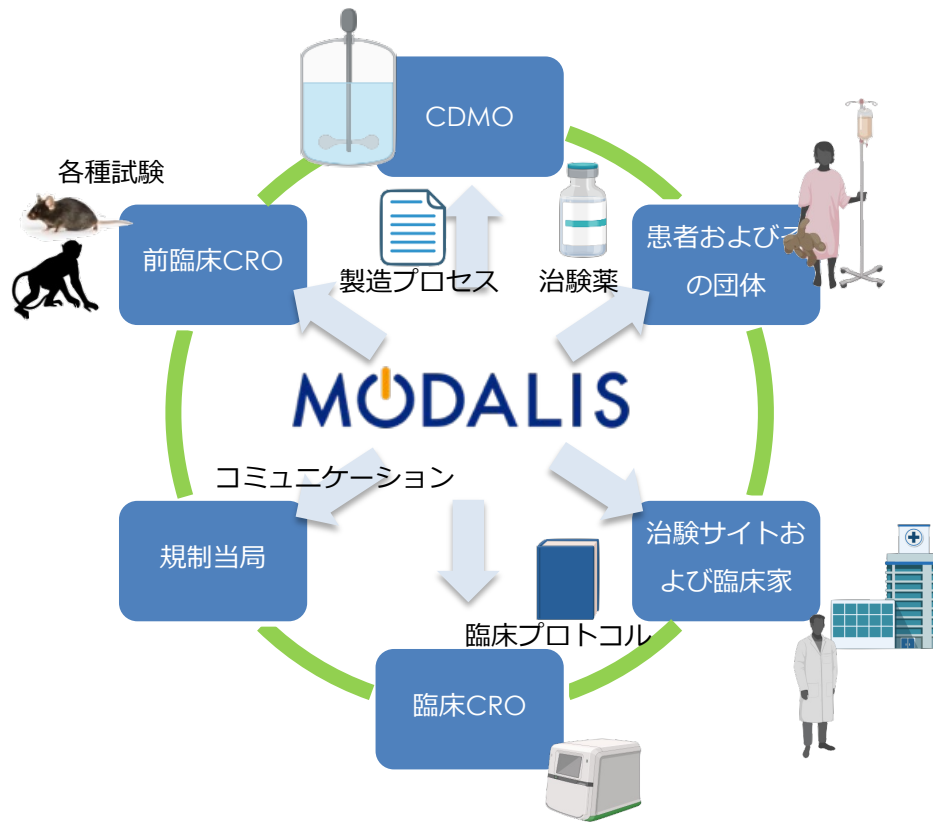 CDMO
各種試験
前臨床CRO
製造プロセス
治験薬
患者およびそ
の団体
MODALIS
コミュニケーション
規制当局
治験サイトお
よび臨床家
臨床プロトコル
臨床CRO